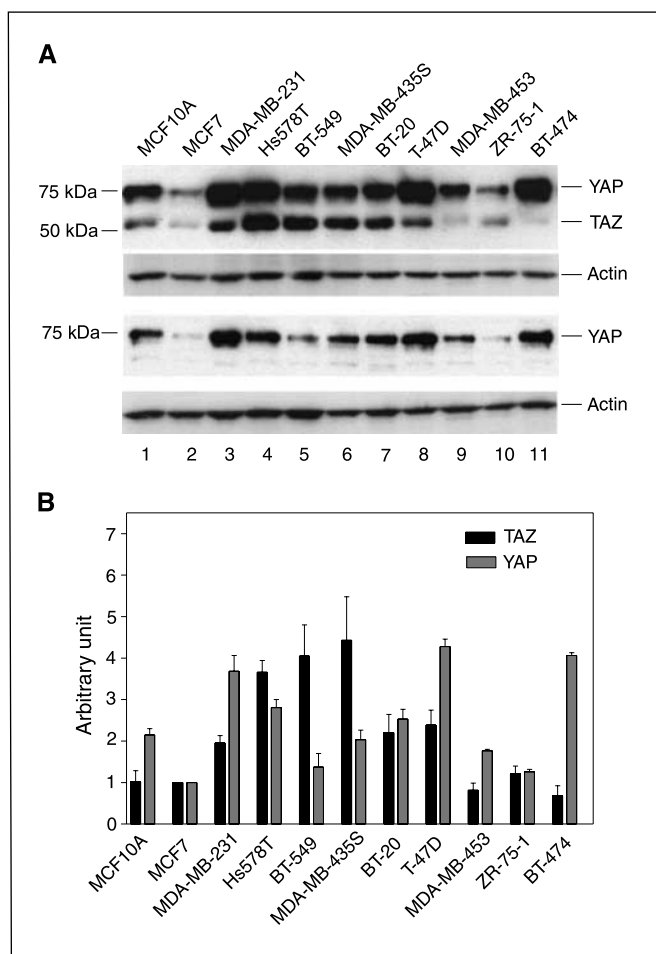 A
MCF10A
MCF7
MDA-MB-231
Hs578T
BT-549
MDA-MB-435S
BT-20
T-47D
MDA-MB-453
ZR-75-1
BT-474
75 kDa
YAP
50 kDa
TAZ
Actin
75 kDa
YAP
Actin
1 2 3 4 5 6 7 8 9 10 11
B
7
6
5
4
3
2
1
0
Arbitrary unit
TAZ
YAP
MCF10A
MCF7
MDA-MB-231
Hs578T
BT-549
MDA-MB-435S
BT-20
T-47D
MDA-MB-453
ZR-75-1
BT-474